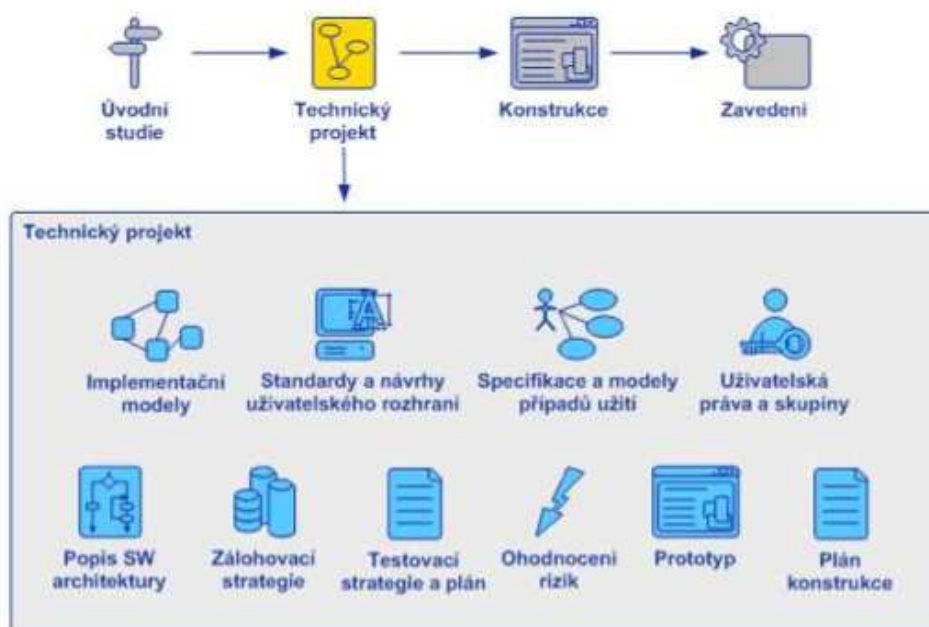 Úvodní
studie
Technický
projekt
Konstrukce
Zavedení
Technický projekt
Implementační
modely
Standardy a návrhy
uživatelského rozhraní
Specifikace a modely
případů užití
Uživatelská
práva a skupiny
Popis SW
architektury
Zálohovací
strategie
Testovací
strategie a plán
Ohodnocení
rizik
Prototyp
Plán
konstrukce